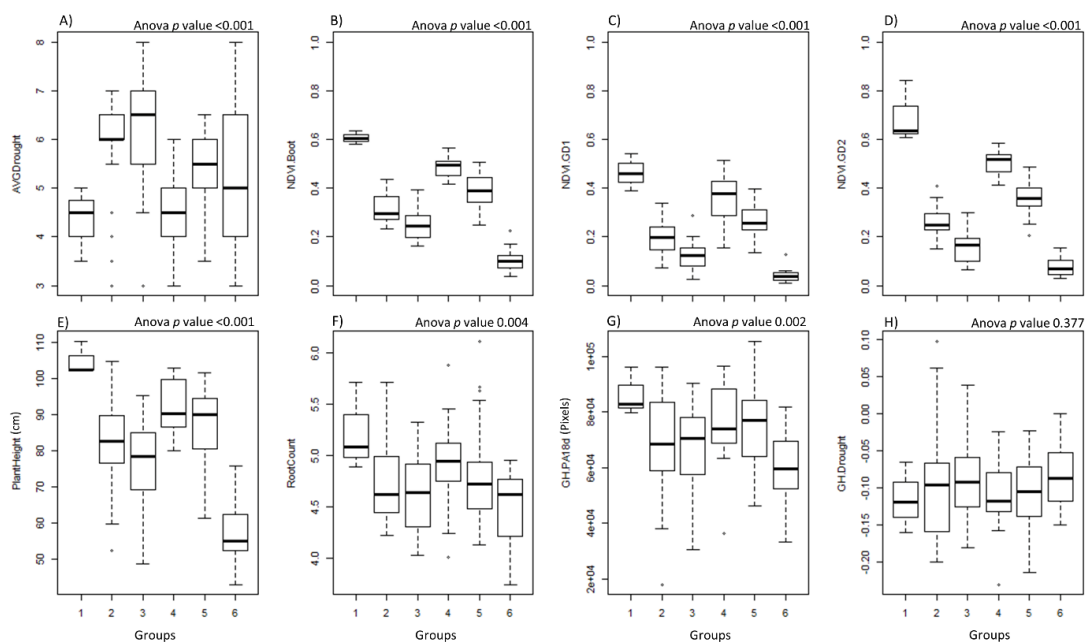 A) Anova p value <0.001
AVGDrought
8
7
6
5
4
3
1 2 3 4 5 6
B) Anova p value <0.001
NDVI.Boot
1.0
0.8
0.6
0.4
0.2
0.0
1 2 3 4 5 6
C) Anova p value <0.001
NDVI.GD1
1.0
0.8
0.6
0.4
0.2
0.0
1 2 3 4 5 6
D) Anova p value <0.001
NDVI.GD2
1.0
0.8
0.6
0.4
0.2
0.0
1 2 3 4 5 6
E) Anova p value <0.001
PlantHeight (cm)
110
100
90
80
70
60
50
1 2 3 4 5 6
Groups
F) Anova p value 0.004
RootCount
6.0
5.5
5.0
4.5
4.0
1 2 3 4 5 6
Groups
G) Anova p value 0.002
GH.PA18d (Pixels)
1e+05
8e+04
6e+04
4e+04
2e+04
1 2 3 4 5 6
Groups
H) Anova p value 0.377
GH.Drought
0.10
0.05
0.00
-0.05
-0.10
-0.15
-0.20
1 2 3 4 5 6
Groups